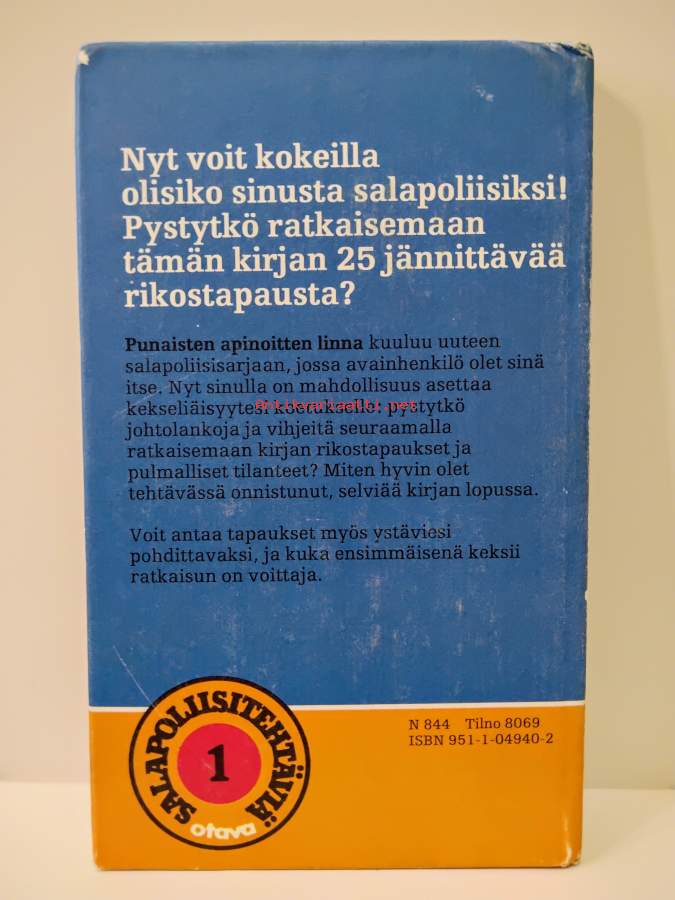 Nyt voit kokeilla
olisiko sinusta salapoliisiksi!
Pystytkö ratkaisemaan
tämän kirjan 25 jännittävää
rikostapausta?
Punaisten apinoitten linna kuuluu uuteen
salapoliisisarjaan, jossa avainhenkilö olet sinä
itse. Nyt sinulla on mahdollisuus asettaa
kekseliäisyytesi koetukselle: pystytkö
Antikvariaatti.net
johtolankoja ja vihjeitä seuraamalla
ratkaisemaan kirjan rikostapaukset ja
pulmalliset tilanteet? Miten hyvin olet
tehtävässä onnistunut, selviää kirjan lopussa.
Voit antaa tapaukset myös ystäviesi
pohdittavaksi, ja kuka ensimmäisenä keksii
ratkaisun on voittaja.
SALAPOLIISITEHTÄVIÄ
1
otava
N 844 Tilno 8069
ISBN 951-1-04940-2